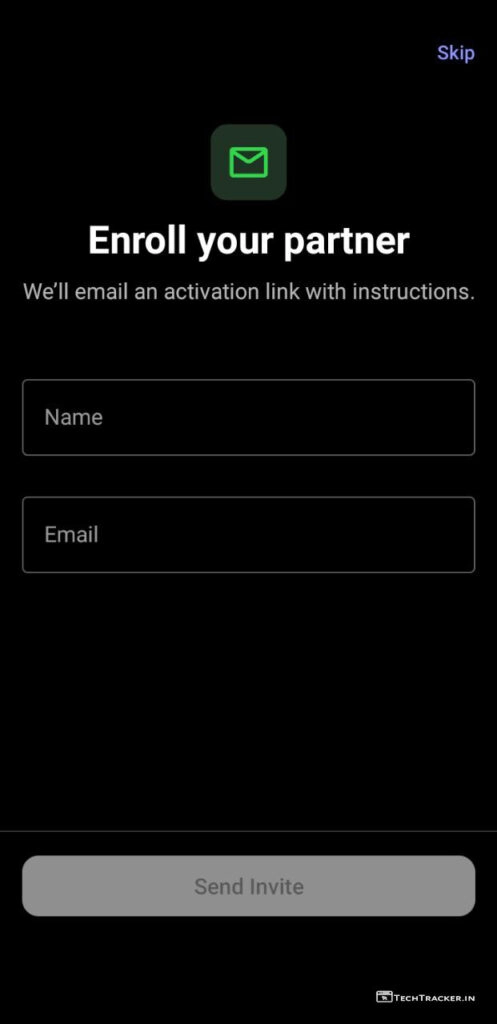 Skip
Enroll your partner
We’ll email an activation link with instructions.
Name
Email
Send Invite
TECHTRACKER.IN